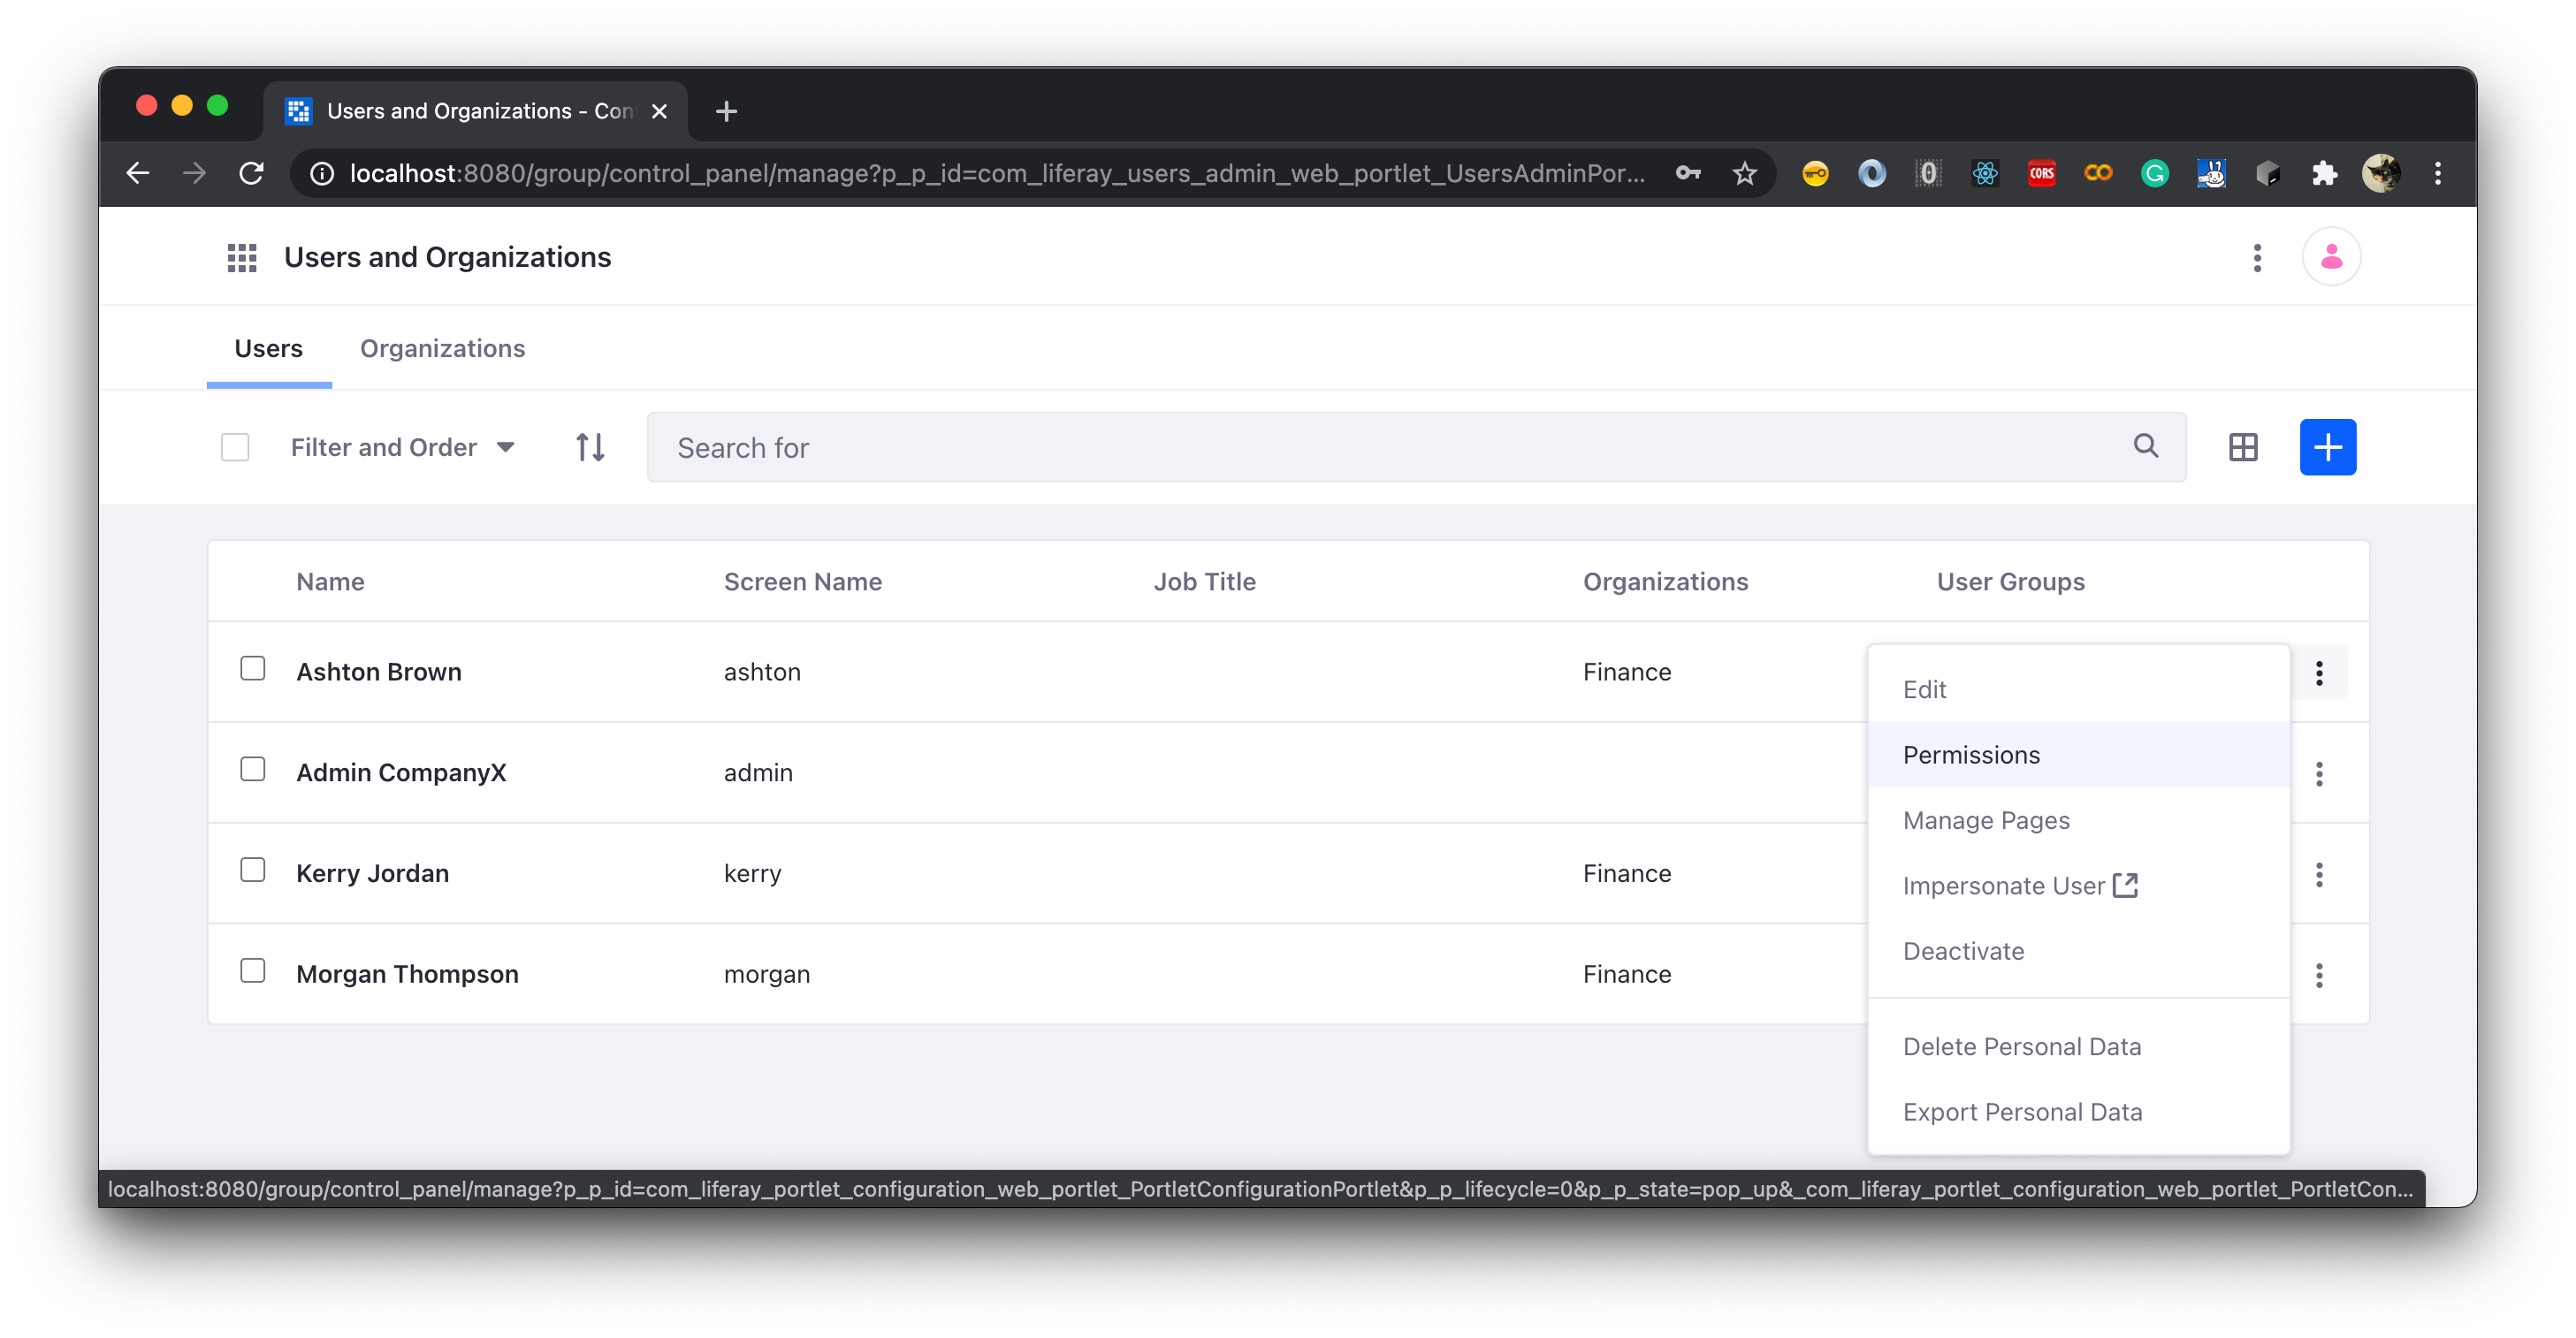 Users and Organizations - Con
localhost:8080/group/control_panel/manage?p_p_id=com_liferay_users_admin_web_portlet_UsersAdminPor...
CORS
Users and Organizations
Users Organizations
Filter and Order Search for
Name Screen Name Job Title Organizations User Groups
Ashton Brown ashton Finance
Edit
Permissions
Admin CompanyX admin
Manage Pages
Kerry Jordan kerry Finance
Impersonate User
Deactivate
Morgan Thompson morgan Finance
Delete Personal Data
Export Personal Data
localhost:8080/group/control_panel/manage?p_p_id=com_liferay_portlet_configuration_web_portlet_PortletConfigurationPortlet&p_p_lifecycle=0&p_p_state=pop_up&_com_liferay_portlet_configuration_web_portlet_PortletCon...